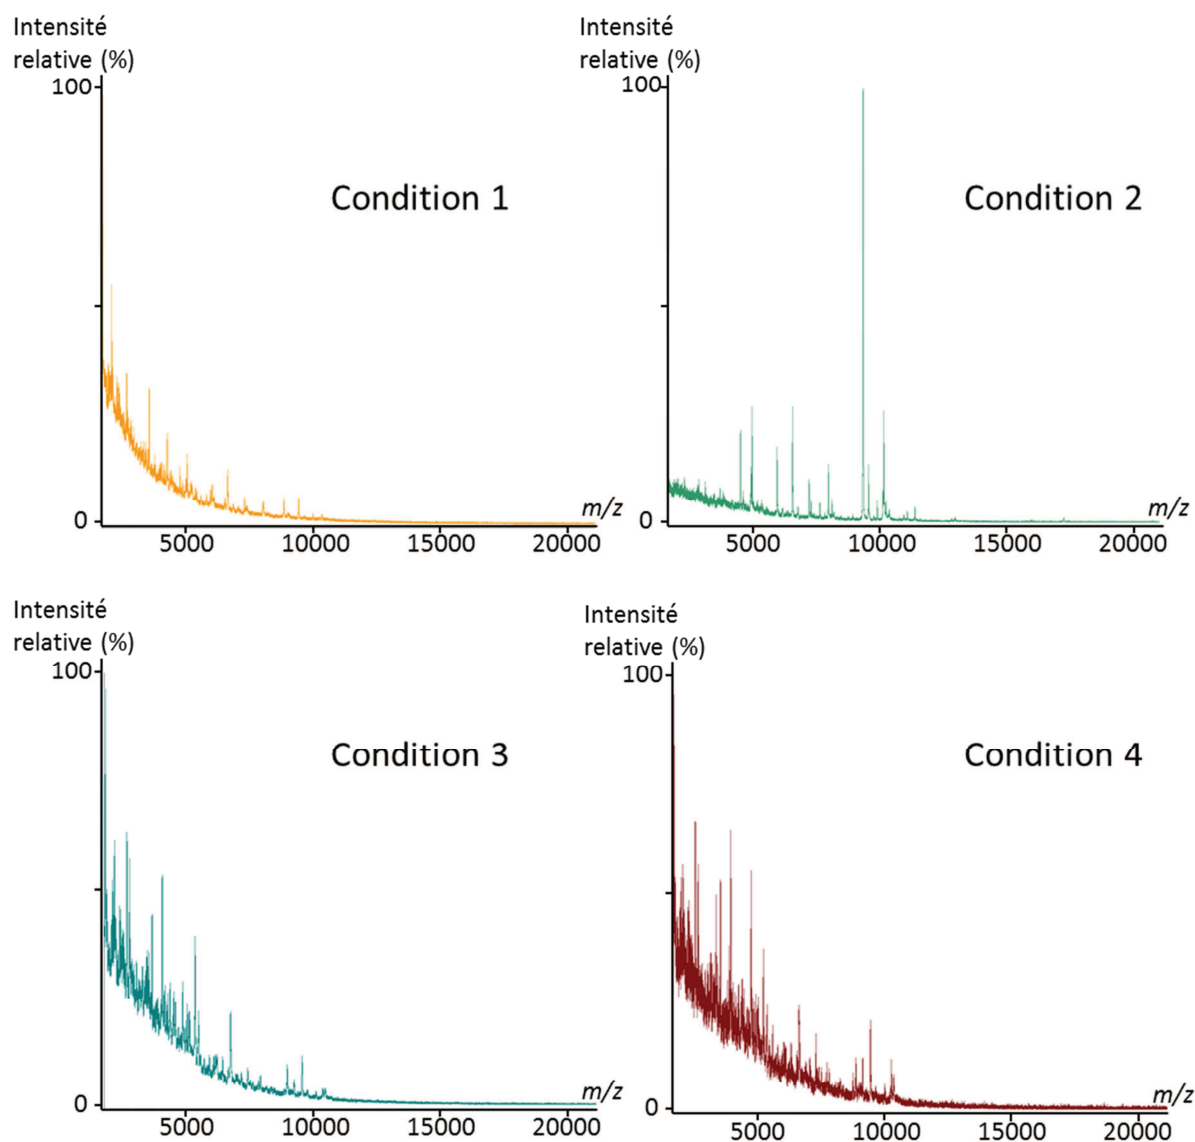 Intensité
relative (%)
100
Condition 1
0
m/z
5000 10000 15000 20000
Intensité
relative (%)
100
Condition 2
0
m/z
5000 10000 15000 20000
Intensité
relative (%)
100
Condition 3
0
m/z
5000 10000 15000 20000
Intensité
relative (%)
100
Condition 4
0
m/z
5000 10000 15000 20000